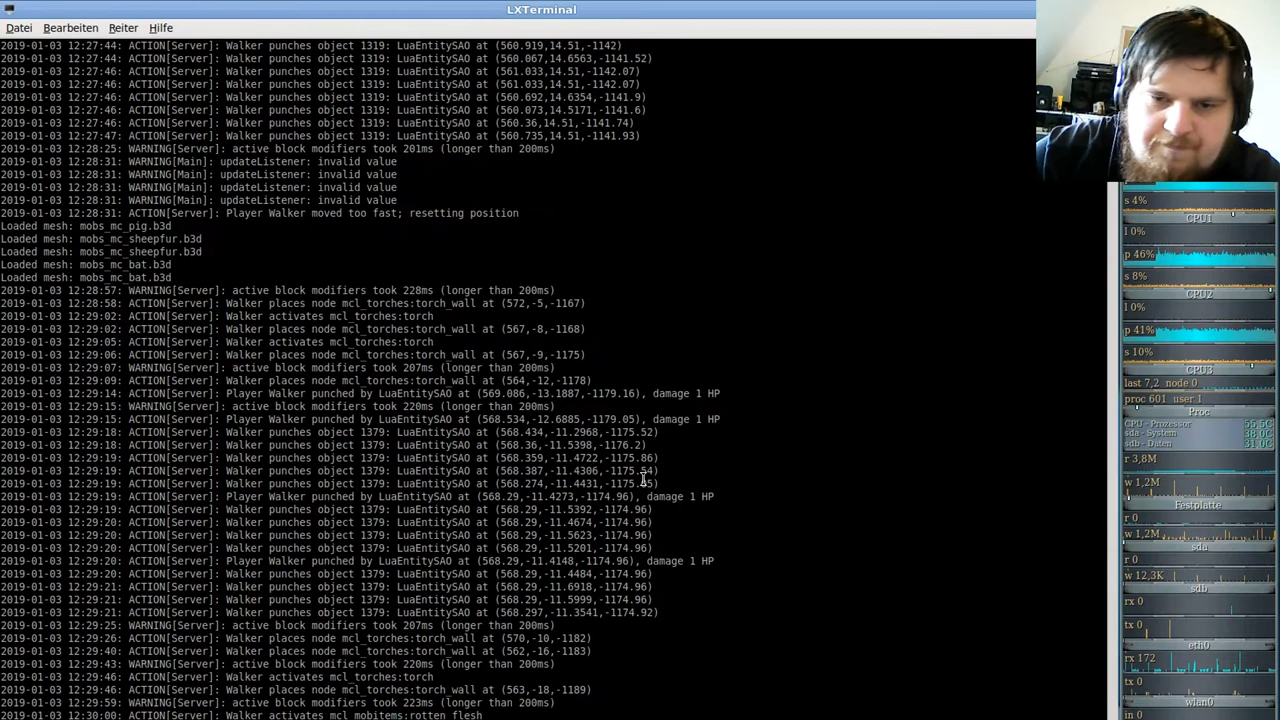 LXTerminal
Datei Bearbeiten Reiter Hilfe
2019-01-03 12:27:44: ACTION[Server]: Walker punches object 1319: LuaEntitySAO at (560.919,14.51,-1142)
2019-01-03 12:27:44: ACTION[Server]: Walker punches object 1319: LuaEntitySAO at (560.067,14.6563,-1141.52)
2019-01-03 12:27:46: ACTION[Server]: Walker punches object 1319: LuaEntitySAO at (561.033,14.51,-1142.07)
2019-01-03 12:27:46: ACTION[Server]: Walker punches object 1319: LuaEntitySAO at (561.033,14.51,-1142.07)
2019-01-03 12:27:46: ACTION[Server]: Walker punches object 1319: LuaEntitySAO at (560.692,14.6354,-1141.9)
2019-01-03 12:27:46: ACTION[Server]: Walker punches object 1319: LuaEntitySAO at (560.073,14.5171,-1141.6)
2019-01-03 12:27:46: ACTION[Server]: Walker punches object 1319: LuaEntitySAO at (560.36,14.51,-1141.74)
2019-01-03 12:27:47: ACTION[Server]: Walker punches object 1319: LuaEntitySAO at (560.735,14.51,-1141.93)
2019-01-03 12:28:25: WARNING[Server]: active block modifiers took 201ms (longer than 200ms)
2019-01-03 12:28:31: WARNING[Main]: updateListener: invalid value
2019-01-03 12:28:31: WARNING[Main]: updateListener: invalid value
2019-01-03 12:28:31: WARNING[Main]: updateListener: invalid value
2019-01-03 12:28:31: WARNING[Main]: updateListener: invalid value
2019-01-03 12:28:31: ACTION[Server]: Player Walker moved too fast; resetting position
Loaded mesh: mobs_mc_pig.b3d
Loaded mesh: mobs_mc_sheepfur.b3d
Loaded mesh: mobs_mc_sheepfur.b3d
Loaded mesh: mobs_mc_bat.b3d
Loaded mesh: mobs_mc_bat.b3d
2019-01-03 12:28:57: WARNING[Server]: active block modifiers took 228ms (longer than 200ms)
2019-01-03 12:28:58: ACTION[Server]: Walker places node mcl_torches:torch_wall at (572,-5,-1167)
2019-01-03 12:29:02: ACTION[Server]: Walker activates mcl_torches:torch
2019-01-03 12:29:02: ACTION[Server]: Walker places node mcl_torches:torch_wall at (567,-8,-1168)
2019-01-03 12:29:05: ACTION[Server]: Walker activates mcl_torches:torch
2019-01-03 12:29:06: ACTION[Server]: Walker places node mcl_torches:torch_wall at (567,-9,-1175)
2019-01-03 12:29:07: WARNING[Server]: active block modifiers took 207ms (longer than 200ms)
2019-01-03 12:29:09: ACTION[Server]: Walker places node mcl_torches:torch_wall at (564,-12,-1178)
2019-01-03 12:29:14: ACTION[Server]: Player Walker punched by LuaEntitySAO at (569.086,-13.1887,-1179.16), damage 1 HP
2019-01-03 12:29:15: WARNING[Server]: active block modifiers took 220ms (longer than 200ms)
2019-01-03 12:29:15: ACTION[Server]: Player Walker punched by LuaEntitySAO at (568.534,-12.6885,-1179.05), damage 1 HP
2019-01-03 12:29:18: ACTION[Server]: Walker punches object 1379: LuaEntitySAO at (568.434,-11.2968,-1175.52)
2019-01-03 12:29:18: ACTION[Server]: Walker punches object 1379: LuaEntitySAO at (568.36,-11.5398,-1176.2)
2019-01-03 12:29:19: ACTION[Server]: Walker punches object 1379: LuaEntitySAO at (568.359,-11.4722,-1175.86)
2019-01-03 12:29:19: ACTION[Server]: Walker punches object 1379: LuaEntitySAO at (568.387,-11.4306,-1175.54)
2019-01-03 12:29:19: ACTION[Server]: Walker punches object 1379: LuaEntitySAO at
2019-01-03 12:29:19: ACTION[Server]: Player Walker punched by LuaEntitySAO at (568.29,-11.4273,-1174.96), damage 1 HP
2019-01-03 12:29:19: ACTION[Server]: Walker punches object 1379: LuaEntitySAO at (568.29,-11.5392,-1174.96)
2019-01-03 12:29:20: ACTION[Server]: Walker punches object 1379: LuaEntitySAO at (568.29,-11.4674,-1174.96)
2019-01-03 12:29:20: ACTION[Server]: Walker punches object 1379: LuaEntitySAO at (568.29,-11.5623,-1174.96)
2019-01-03 12:29:20: ACTION[Server]: Walker punches object 1379: LuaEntitySAO at (568.29,-11.5201,-1174.96)
2019-01-03 12:29:20: ACTION[Server]: Player Walker punched by LuaEntitySAO at (568.29,-11.4148,-1174.96), damage 1 HP
2019-01-03 12:29:20: ACTION[Server]: Walker punches object 1379: LuaEntitySAO at (568.29,-11.4484,-1174.96)
2019-01-03 12:29:21: ACTION[Server]: Walker punches object 1379: LuaEntitySAO at (568.29,-11.6918,-1174.96)
2019-01-03 12:29:21: ACTION[Server]: Walker punches object 1379: LuaEntitySAO at (568.29,-11.5999,-1174.96)
2019-01-03 12:29:21: ACTION[Server]: Walker punches object 1379: LuaEntitySAO at (568.297,-11.3541,-1174.92)
2019-01-03 12:29:25: WARNING[Server]: active block modifiers took 207ms (longer than 200ms)
2019-01-03 12:29:26: ACTION[Server]: Walker places node mcl_torches:torch_wall at (570,-10,-1182)
2019-01-03 12:29:40: ACTION[Server]: Walker places node mcl_torches:torch_wall at (562,-16,-1183)
2019-01-03 12:29:43: WARNING[Server]: active block modifiers took 220ms (longer than 200ms)
2019-01-03 12:29:46: ACTION[Server]: Walker activates mcl_torches:torch
2019-01-03 12:29:46: ACTION[Server]: Walker places node mcl_torches:torch_wall at (563,-18,-1189)
2019-01-03 12:29:59: WARNING[Server]: active block modifiers took 223ms (longer than 200ms)
2019-01-03 12:30:00: ACTION[Server]: Walker activates mcl_mobitems:rotten_flesh
s 4%
CPU1
l 0%
p 46%
s 8%
CPU2
l 0%
p 41%
s 10%
CPU3
last 7,2 node 0
proc 601 user 1
Proc
CPU - Prozessor 55,5C
sda - System 38,0C
sdb - Daten 31,0C
r 3,8M
w 1,2M
Festplatte
r 0
w 1,2M
sda
r 0
w 12,3K
sdb
rx 0
tx 0
eth0
rx 172
tx 0
wlan0
in 0